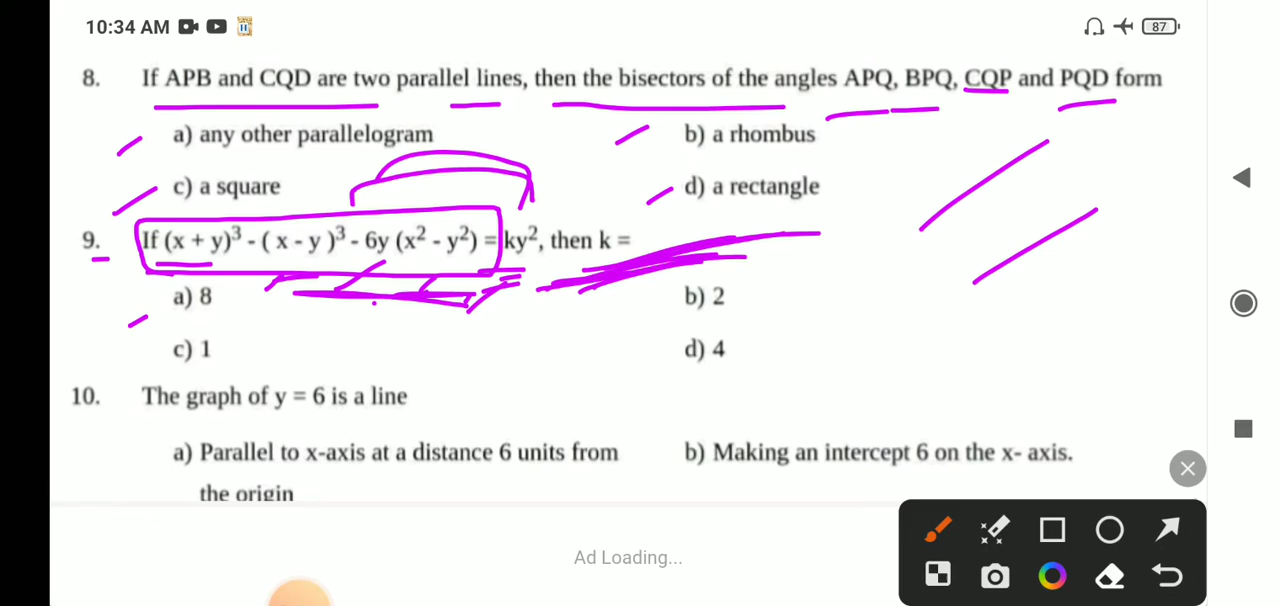 10:34 AM
87
8. If APB and CQD are two parallel lines, then the bisectors of the angles APQ, BPQ, CQP and PQD form
a) any other parallelogram b) a rhombus
c) a square d) a rectangle
9. If (x + y)³ - ( x - y )³ - 6y (x² - y²) = ky², then k =
a) 8 b) 2
c) 1 d) 4
10. The graph of y = 6 is a line
a) Parallel to x-axis at a distance 6 units from b) Making an intercept 6 on the x- axis.
the origin
Ad Loading...